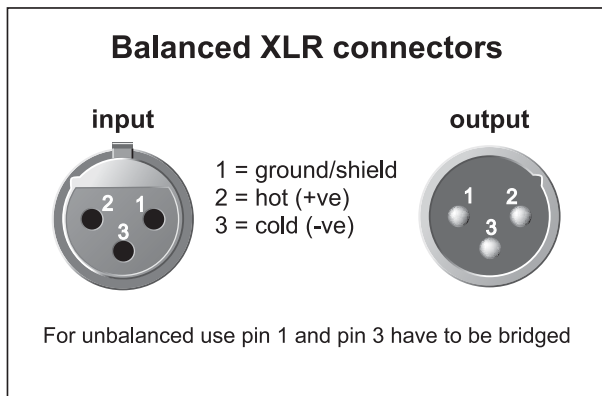 Balanced XLR connectors
input
output
1 = ground/shield
2 = hot (+ve)
3 = cold (-ve)
2 1
3
1 2
3
For unbalanced use pin 1 and pin 3 have to be bridged